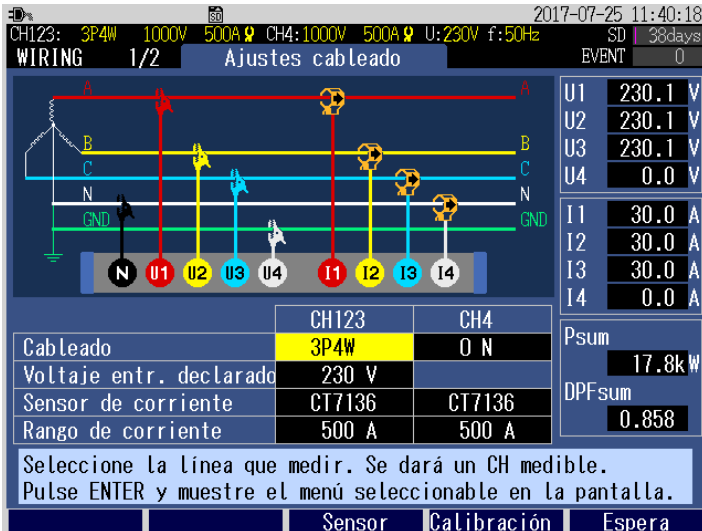 SD 2017-07-25 11:40:18
CH123: 3P4W 1000V 500A CH4:1000V 500A U:230V f:50Hz SD 38days
WIRING 1/2 Ajustes cableado EVENT 0
A A
B B
C C
N N
GND GND
N U1 U2 U3 U4 I1 I2 I3 I4
U1 230.1 V
U2 230.1 V
U3 230.1 V
U4 0.0 V
I1 30.0 A
I2 30.0 A
I3 30.0 A
I4 0.0 A
Psum
17.8kW
DPFsum
0.858
CH123 CH4
Cableado 3P4W ON
Voltaje entr. declarado 230 V
Sensor de corriente CT7136 CT7136
Rango de corriente 500 A 500 A
Seleccione la línea que medir. Se dará un CH medible.
Pulse ENTER y muestre el menú seleccionable en la pantalla.
Sensor Calibración Espera